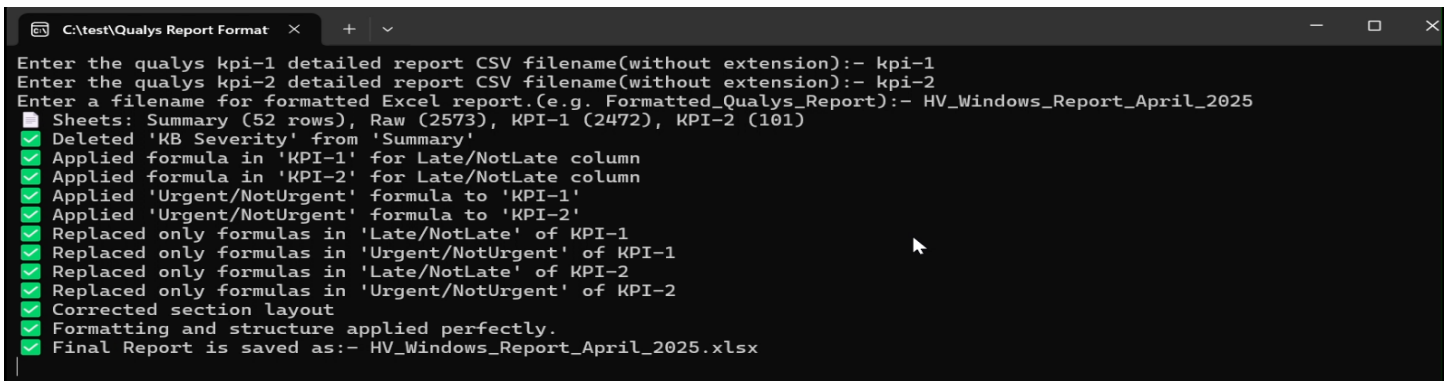 C:\test\Qualys Report Format
Enter the qualys kpi-1 detailed report CSV filename(without extension):- kpi-1
Enter the qualys kpi-2 detailed report CSV filename(without extension):- kpi-2
Enter a filename for formatted Excel report.(e.g. Formatted_Qualys_Report):- HV_Windows_Report_April_2025
Sheets: Summary (52 rows), Raw (2573), KPI-1 (2472), KPI-2 (101)
Deleted 'KB Severity' from 'Summary'
Applied formula in 'KPI-1' for Late/NotLate column
Applied formula in 'KPI-2' for Late/NotLate column
Applied 'Urgent/NotUrgent' formula to 'KPI-1'
Applied 'Urgent/NotUrgent' formula to 'KPI-2'
Replaced only formulas in 'Late/NotLate' of KPI-1
Replaced only formulas in 'Urgent/NotUrgent' of KPI-1
Replaced only formulas in 'Late/NotLate' of KPI-2
Replaced only formulas in 'Urgent/NotUrgent' of KPI-2
Corrected section layout
Formatting and structure applied perfectly.
Final Report is saved as:- HV_Windows_Report_April_2025.xlsx